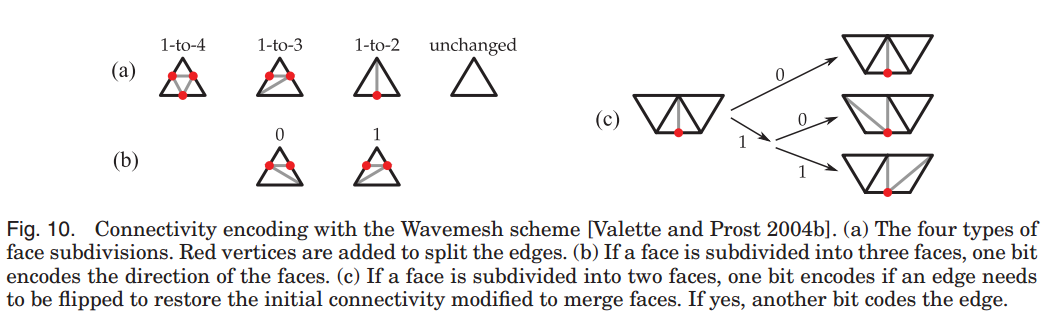 1-to-4 1-to-3 1-to-2 unchanged
(a)
0 1
(b)
(c)
0
1
0
1
Fig. 10. Connectivity encoding with the Wavemesh scheme [Valette and Prost 2004b]. (a) The four types of
face subdivisions. Red vertices are added to split the edges. (b) If a face is subdivided into three faces, one bit
encodes the direction of the faces. (c) If a face is subdivided into two faces, one bit encodes if an edge needs
to be flipped to restore the initial connectivity modified to merge faces. If yes, another bit codes the edge.